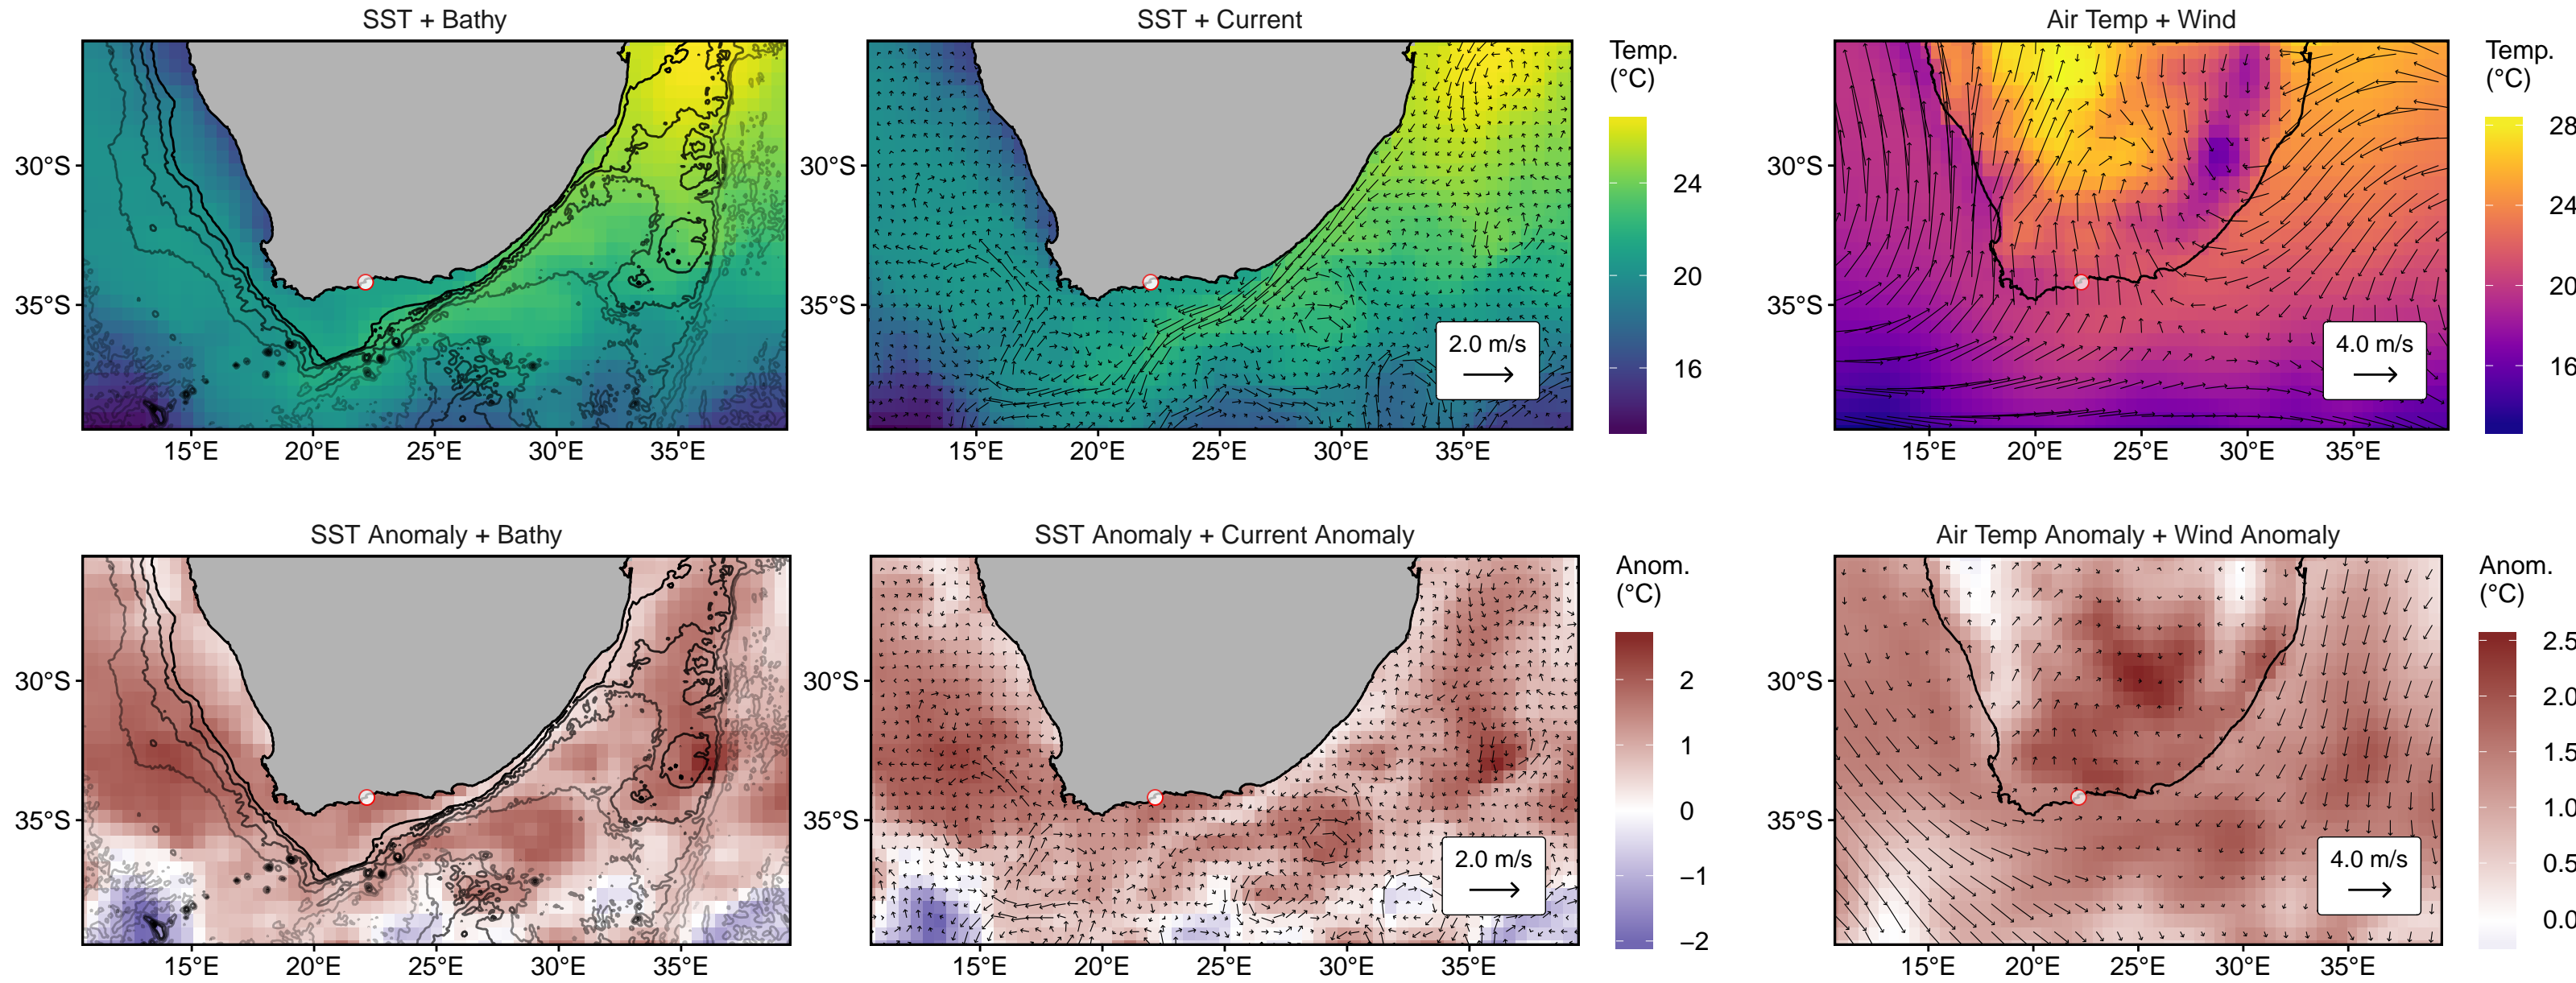 SST + Bathy
SST + Current
Air Temp + Wind
30°S
35°S
15°E 20°E 25°E 30°E 35°E
30°S
35°S
2.0 m/s
15°E 20°E 25°E 30°E 35°E
Temp.
(°C)
24
20
16
30°S
35°S
4.0 m/s
15°E 20°E 25°E 30°E 35°E
Temp.
(°C)
28
24
20
16
SST Anomaly + Bathy
SST Anomaly + Current Anomaly
Air Temp Anomaly + Wind Anomaly
30°S
35°S
15°E 20°E 25°E 30°E 35°E
30°S
35°S
2.0 m/s
15°E 20°E 25°E 30°E 35°E
Anom.
(°C)
2
1
0
−1
−2
30°S
35°S
4.0 m/s
15°E 20°E 25°E 30°E 35°E
Anom.
(°C)
2.5
2.0
1.5
1.0
0.5
0.0